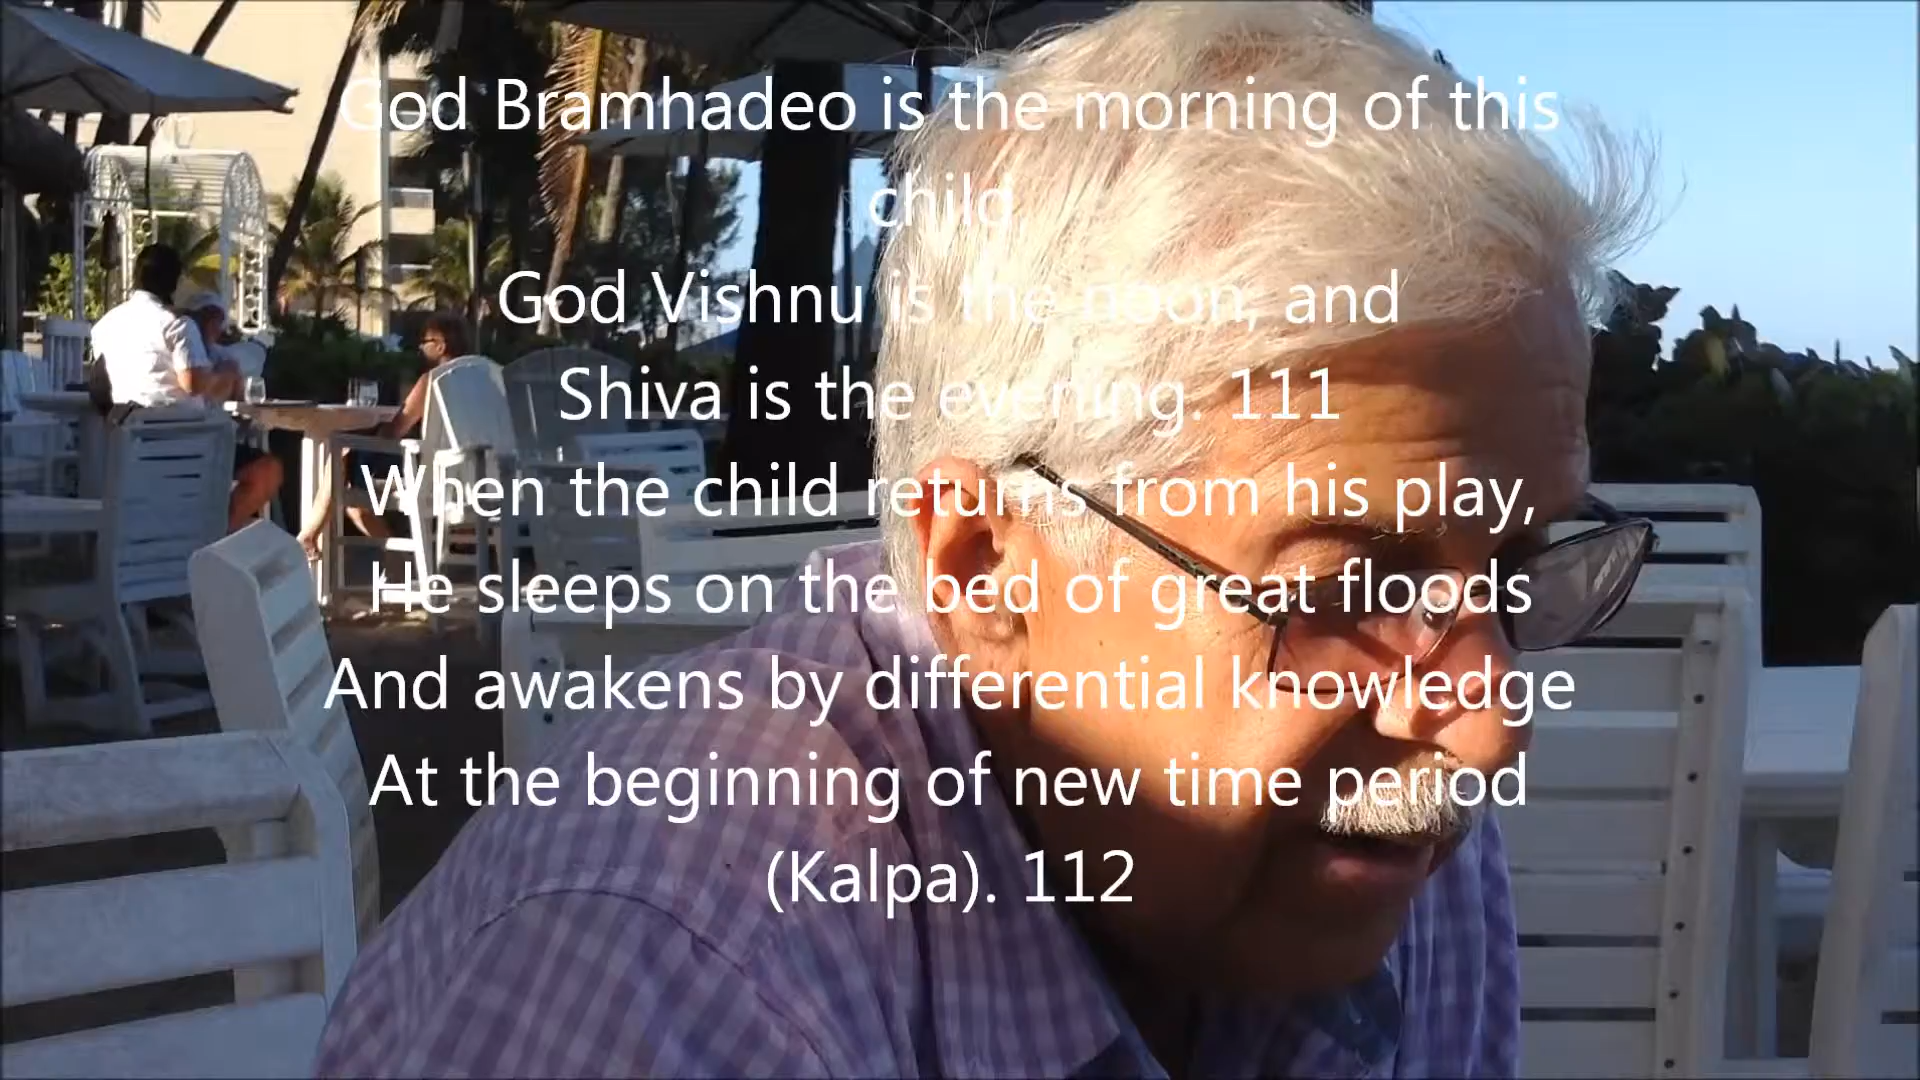 God Bramhadeo is the morning of this
child,
God Vishnu is the noon, and
Shiva is the evening. 111
When the child returns from his play,
He sleeps on the bed of great floods
And awakens by differential knowledge
At the beginning of new time period
(Kalpa). 112